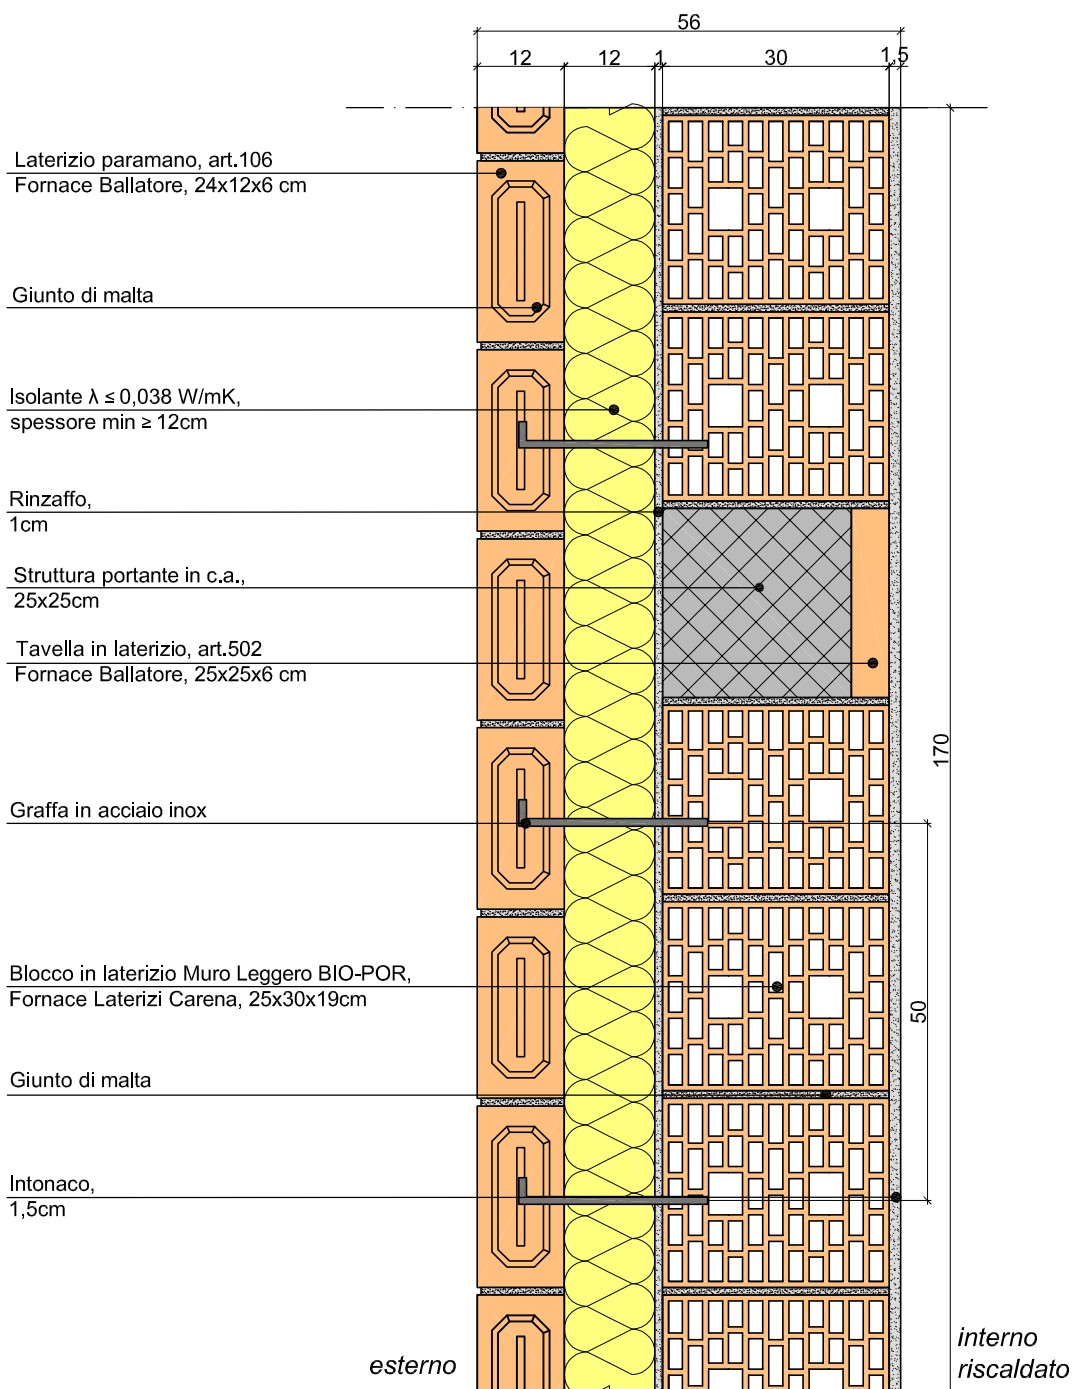 56
12
12
1
30
1,5
Laterizio paramano, art.106
Fornace Ballatore, 24x12x6 cm
Giunto di malta
Isolante λ ≤ 0,038 W/mK,
spessore min ≥ 12cm
Rinzaffo,
1cm
Struttura portante in c.a.,
25x25cm
Tavella in laterizio, art.502
Fornace Ballatore, 25x25x6 cm
170
Graffa in acciaio inox
Blocco in laterizio Muro Leggero BIO-POR,
Fornace Laterizi Carena, 25x30x19cm
50
Giunto di malta
Intonaco,
1,5cm
esterno
interno
riscaldato